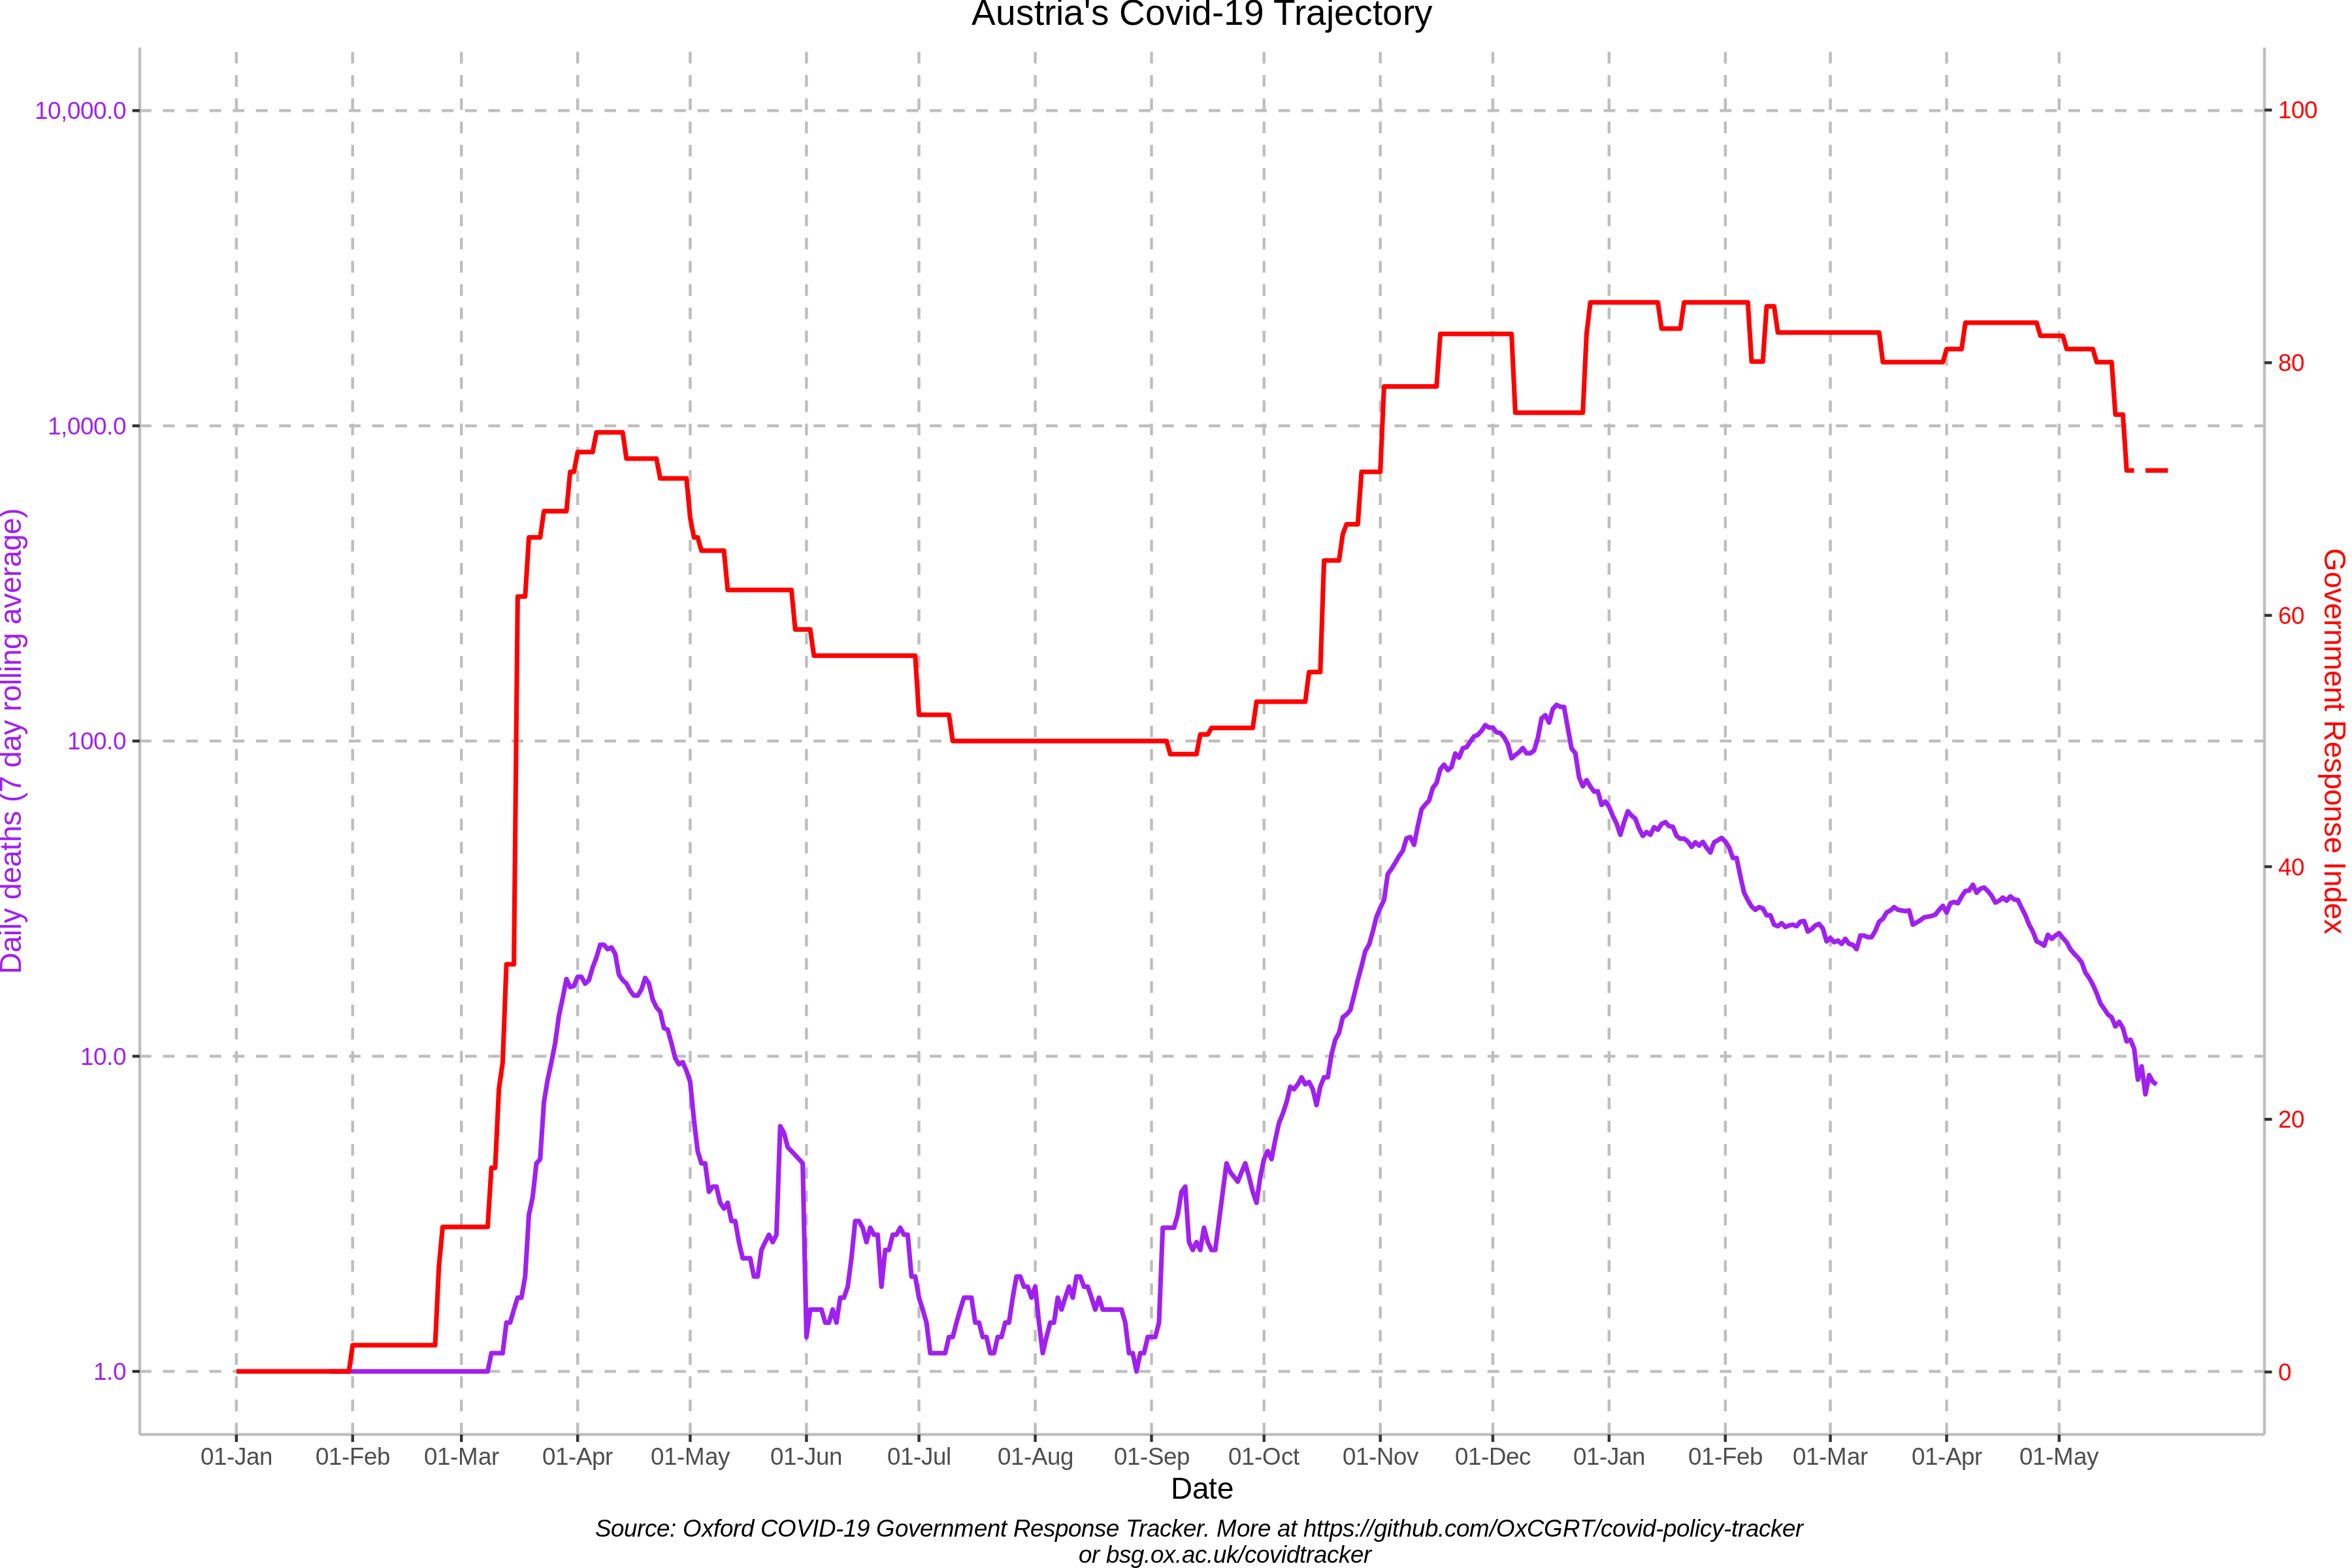 Austria's Covid-19 Trajectory
10,000.0
1,000.0
100.0
10.0
1.0
Daily deaths (7 day rolling average)
100
80
60
40
20
0
Government Response Index
01-Jan 01-Feb 01-Mar 01-Apr 01-May 01-Jun 01-Jul 01-Aug 01-Sep 01-Oct 01-Nov 01-Dec 01-Jan 01-Feb 01-Mar 01-Apr 01-May
Date
Source: Oxford COVID-19 Government Response Tracker. More at https://github.com/OxCGRT/covid-policy-tracker
or bsg.ox.ac.uk/covidtracker